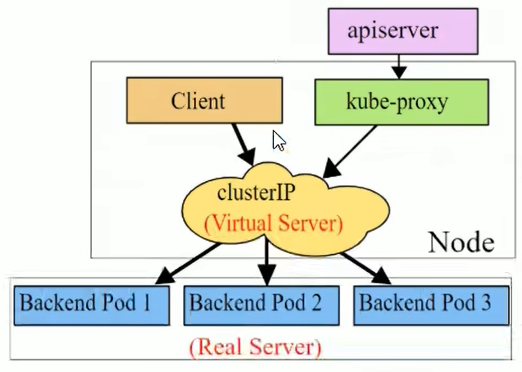 apiserver
Client
kube-proxy
clusterIP
(Virtual Server)
Node
Backend Pod 1
Backend Pod 2
Backend Pod 3
(Real Server)